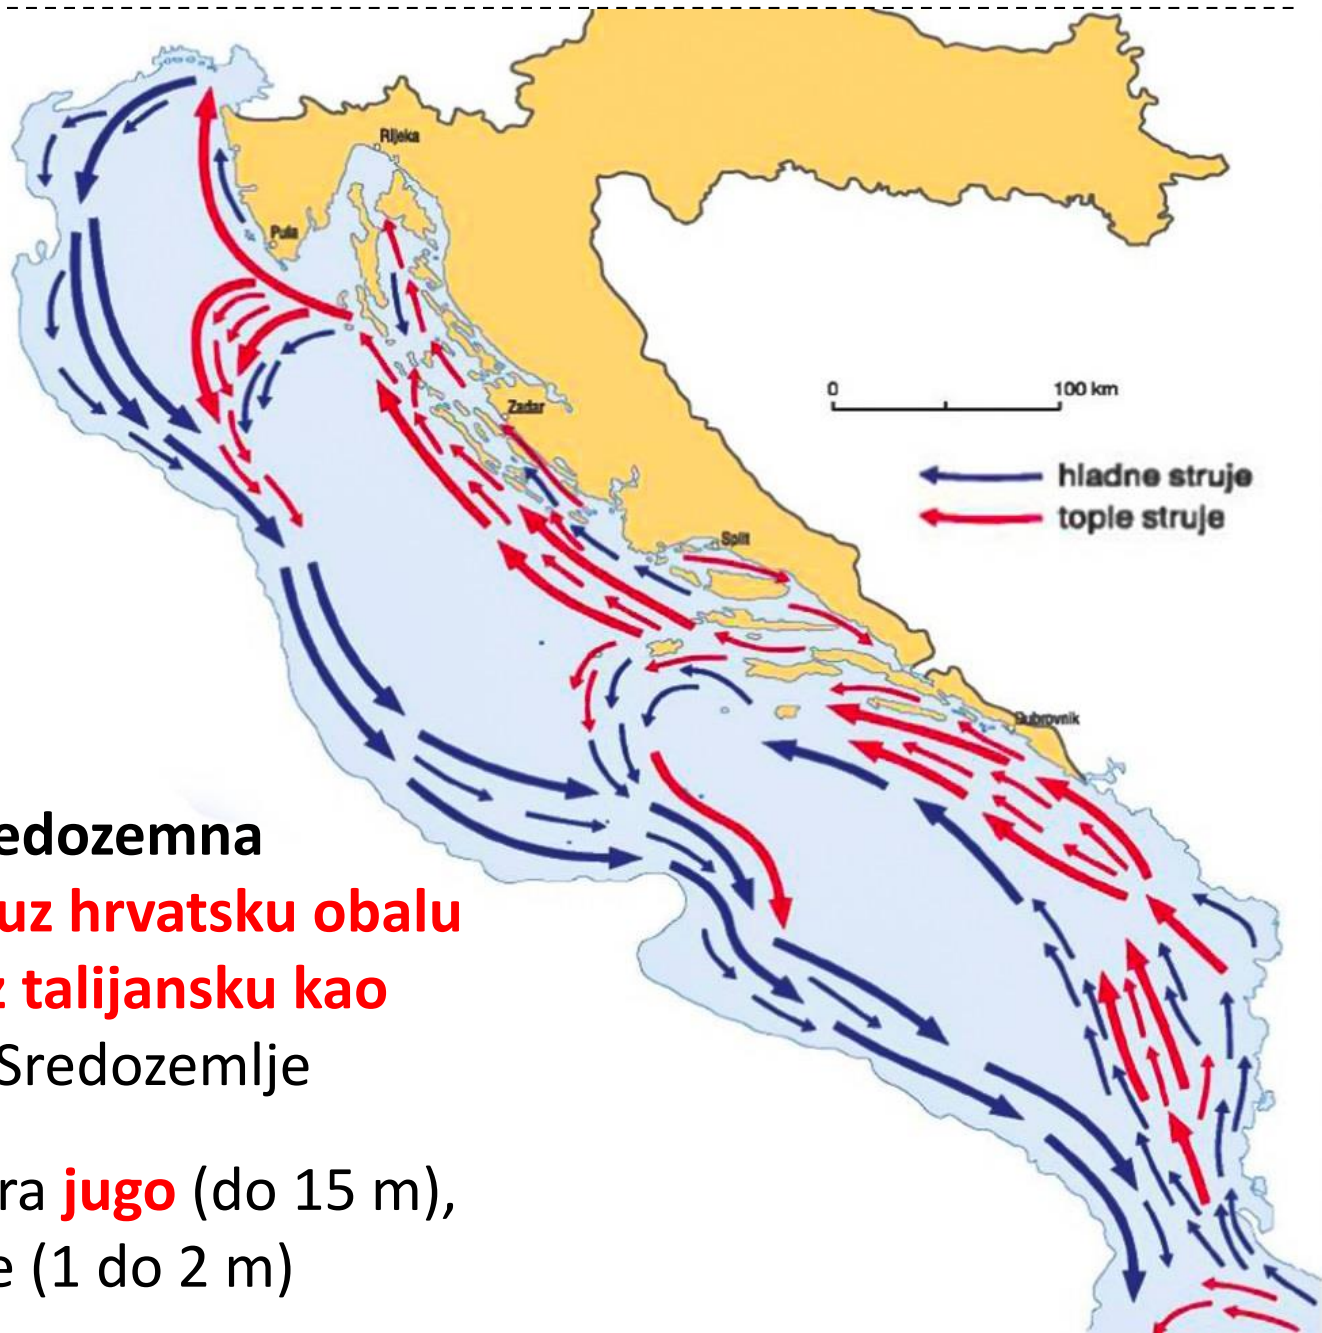 Rijeka
Pula
Zadar
Split
Dubrovnik
0 100 km
hladne struje
tople struje
edozemna
uz hrvatsku obalu
z talijansku kao
Sredozemlje
ra jugo (do 15 m),
e (1 do 2 m)